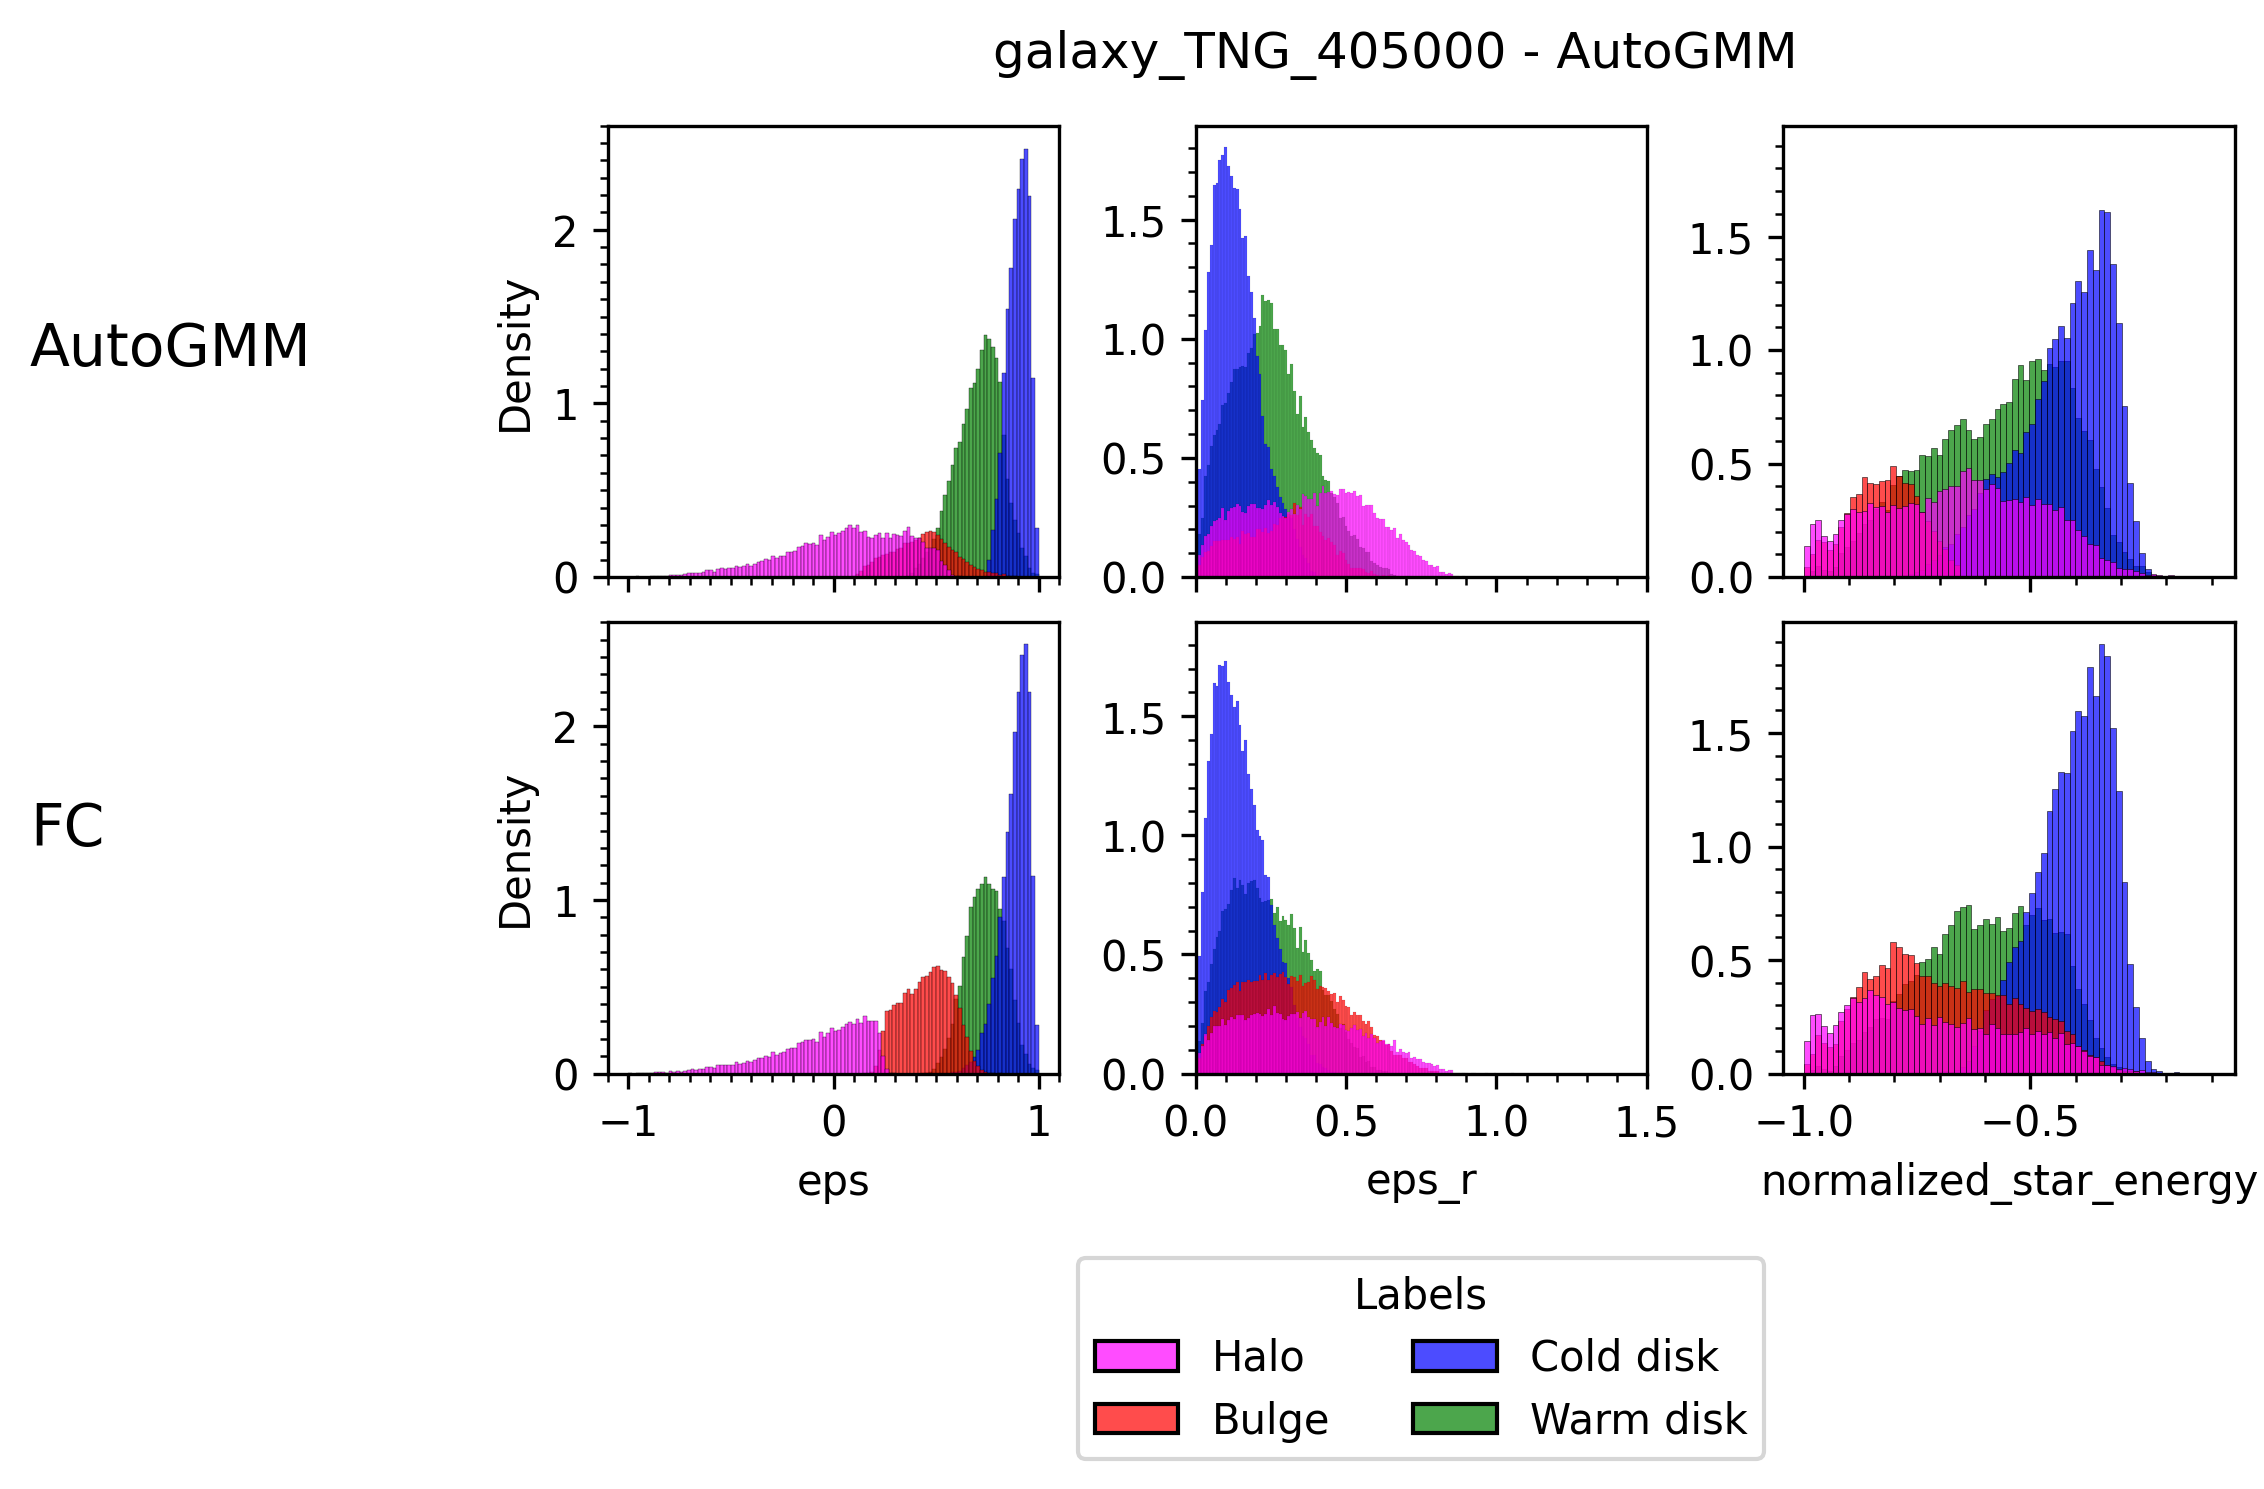 galaxy_TNG_405000 - AutoGMM
AutoGMM
Density
2
1
0
1.5
1.0
0.5
0.0
1.5
1.0
0.5
0.0
FC
Density
2
1
0
−1
0
1
eps
1.5
1.0
0.5
0.0
0.0
0.5
1.0
1.5
eps_r
1.5
1.0
0.5
0.0
−1.0
−0.5
normalized_star_energy
Labels
Halo
Bulge
Cold disk
Warm disk